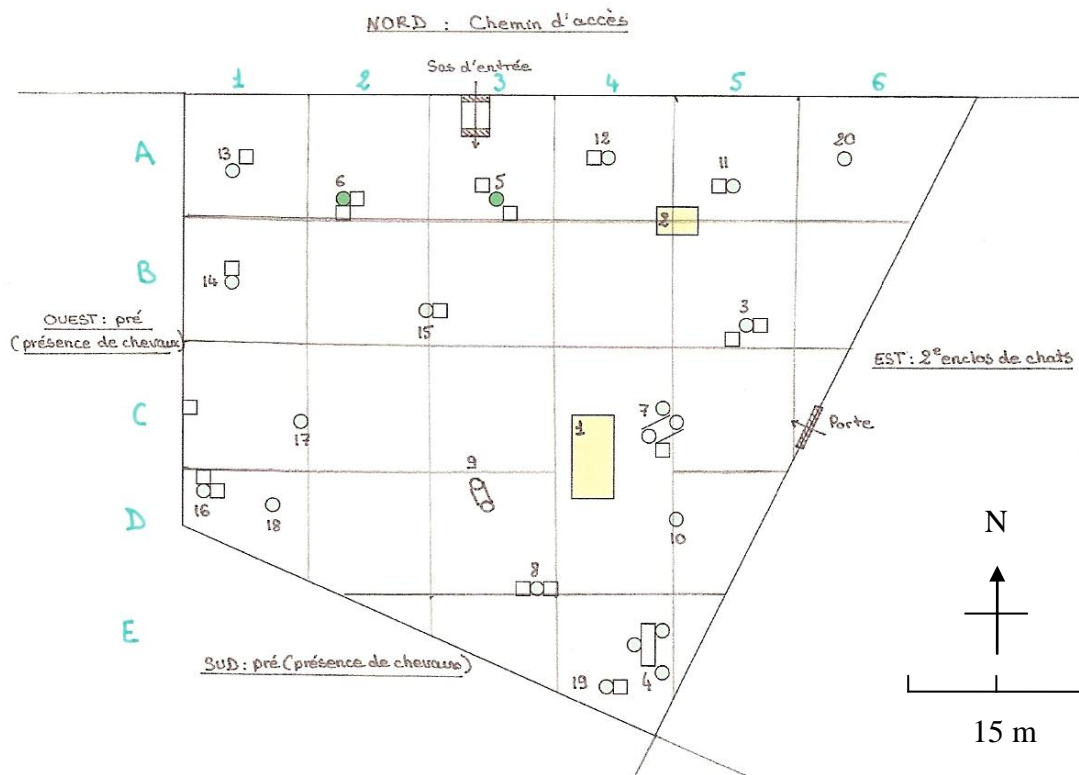 NORD : Chemin d'accès
Sas d'entrée
1 2 3 4 5 6
A
13
6
5
12
11
20
2
B
14
15
3
OUEST : pré
(présence de chevaux)
EST : 2e enclos de chats
C
17
7
1
Porte
9
D
16
18
10
8
N
E
SUD : pré (présence de chevaux)
19
4
15 m